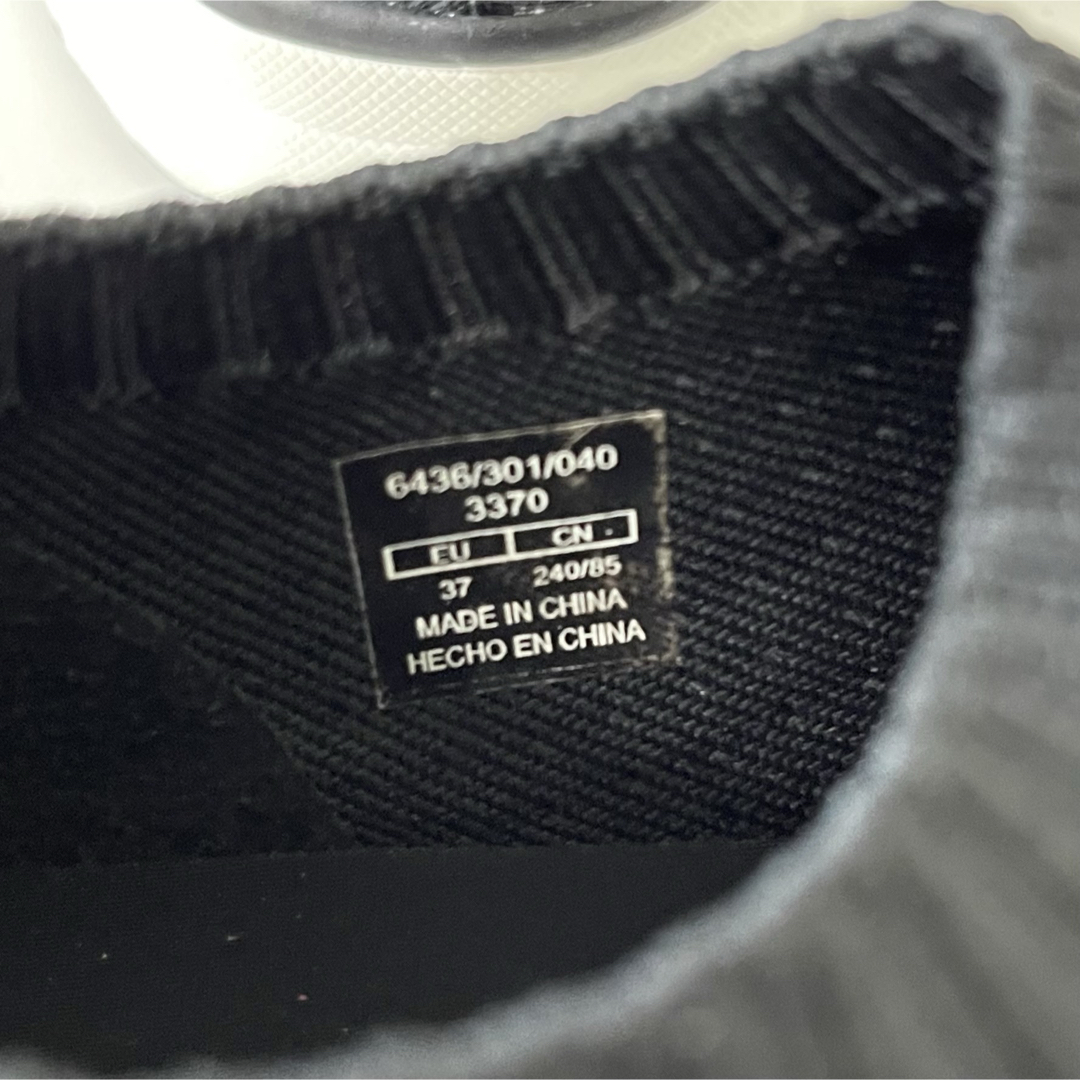 6436/301/040
3370
EU CN
37 240/85
MADE IN CHINA
HECHO EN CHINA